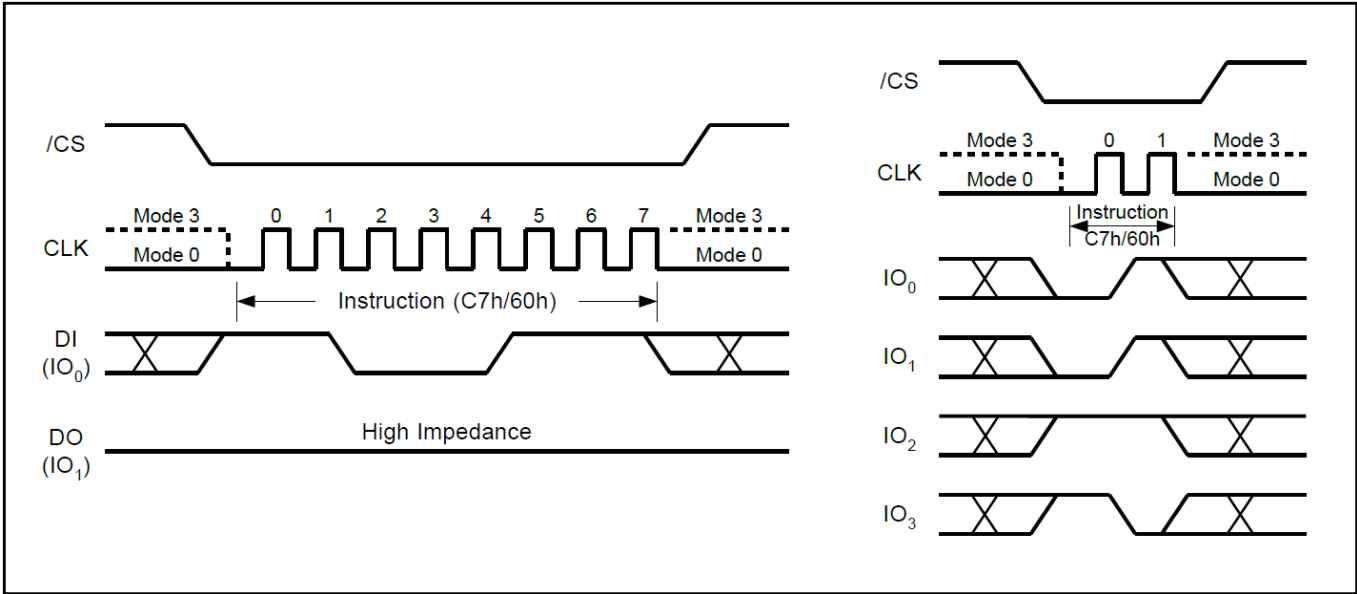 /CS
Mode 3 0 1 2 3 4 5 6 7 Mode 3
CLK Mode 0 Mode 0
Instruction (C7h/60h)
DI
(IO0)
High Impedance
DO
(IO1)
/CS
Mode 3 0 1 Mode 3
CLK Mode 0 Mode 0
Instruction
C7h/60h
IO0
IO1
IO2
IO3